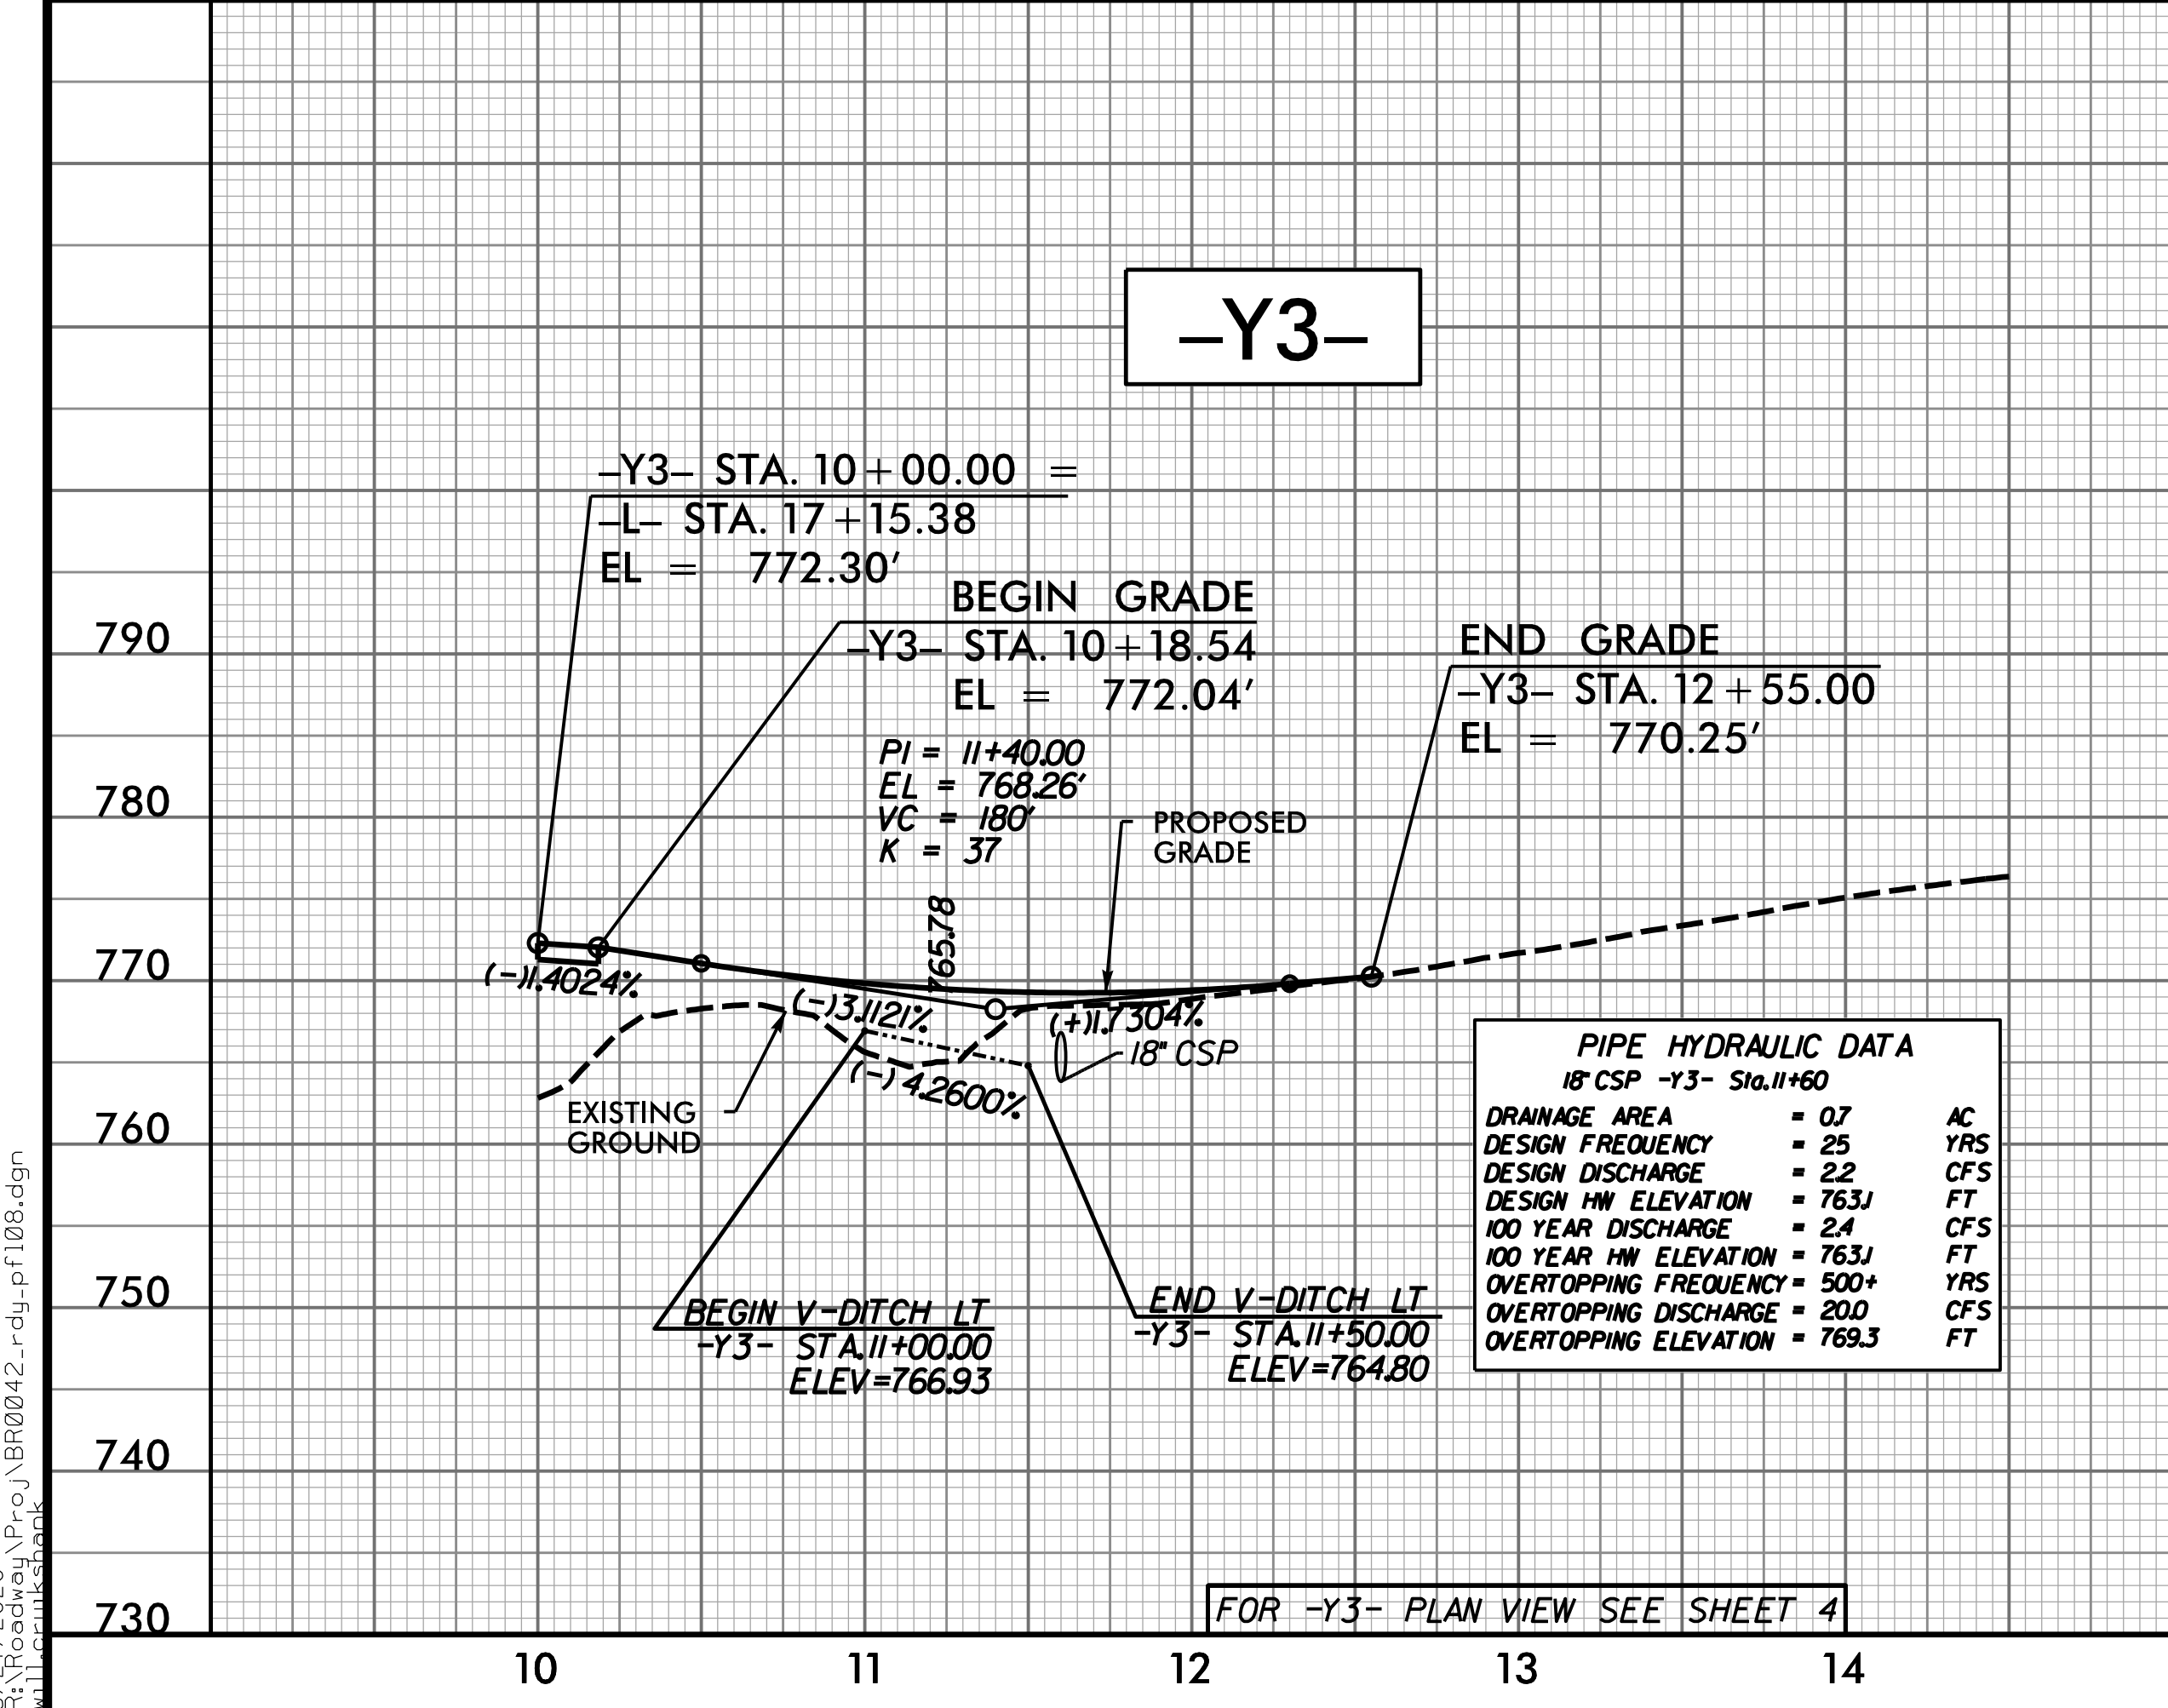 –Y3–
–Y3– STA. 10+00.00 =
–L– STA. 17+15.38
EL = 772.30'
BEGIN GRADE
–Y3– STA. 10+18.54
EL = 772.04'
END GRADE
–Y3– STA. 12+55.00
EL = 770.25'
PI = 11+40.00
EL = 768.26'
VC = 180'
K = 37
PROPOSED
GRADE
765.78
(-)1.4024%
(-)3.1121%
(+)1.7304%
18" CSP
(-)4.2600%
EXISTING
GROUND
BEGIN V-DITCH LT
-Y3- STA.11+00.00
ELEV=766.93
END V-DITCH LT
-Y3- STA.11+50.00
ELEV=764.80
PIPE HYDRAULIC DATA
18" CSP -Y3- Sta.11+60
DRAINAGE AREA = 0.7 AC
DESIGN FREQUENCY = 25 YRS
DESIGN DISCHARGE = 2.2 CFS
DESIGN HW ELEVATION = 763.1 FT
100 YEAR DISCHARGE = 2.4 CFS
100 YEAR HW ELEVATION = 763.1 FT
OVERTOPPING FREQUENCY= 500+ YRS
OVERTOPPING DISCHARGE = 20.0 CFS
OVERTOPPING ELEVATION = 769.3 FT
790
780
770
760
750
740
730
FOR -Y3- PLAN VIEW SEE SHEET 4
10 11 12 13 14
R:\Roadway\Proj\BR0042_rdy-pfl08.dgn
will.cruikshank